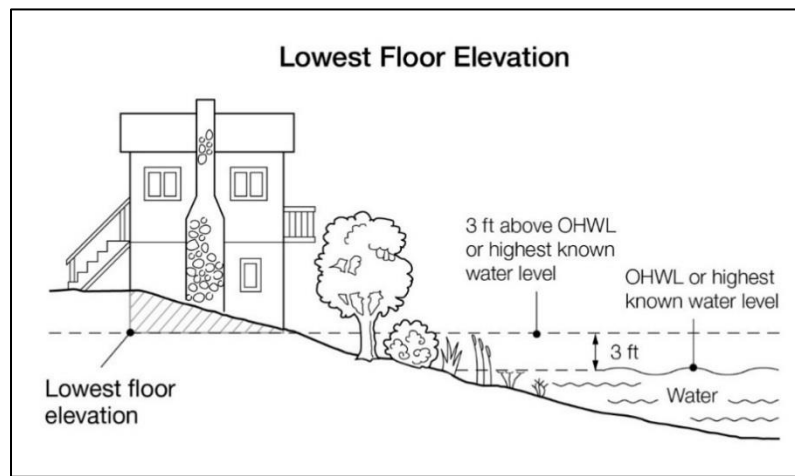 Lowest Floor Elevation
3 ft above OHWL
or highest known
water level
OHWL or highest
known water level
3 ft
Water
Lowest floor
elevation